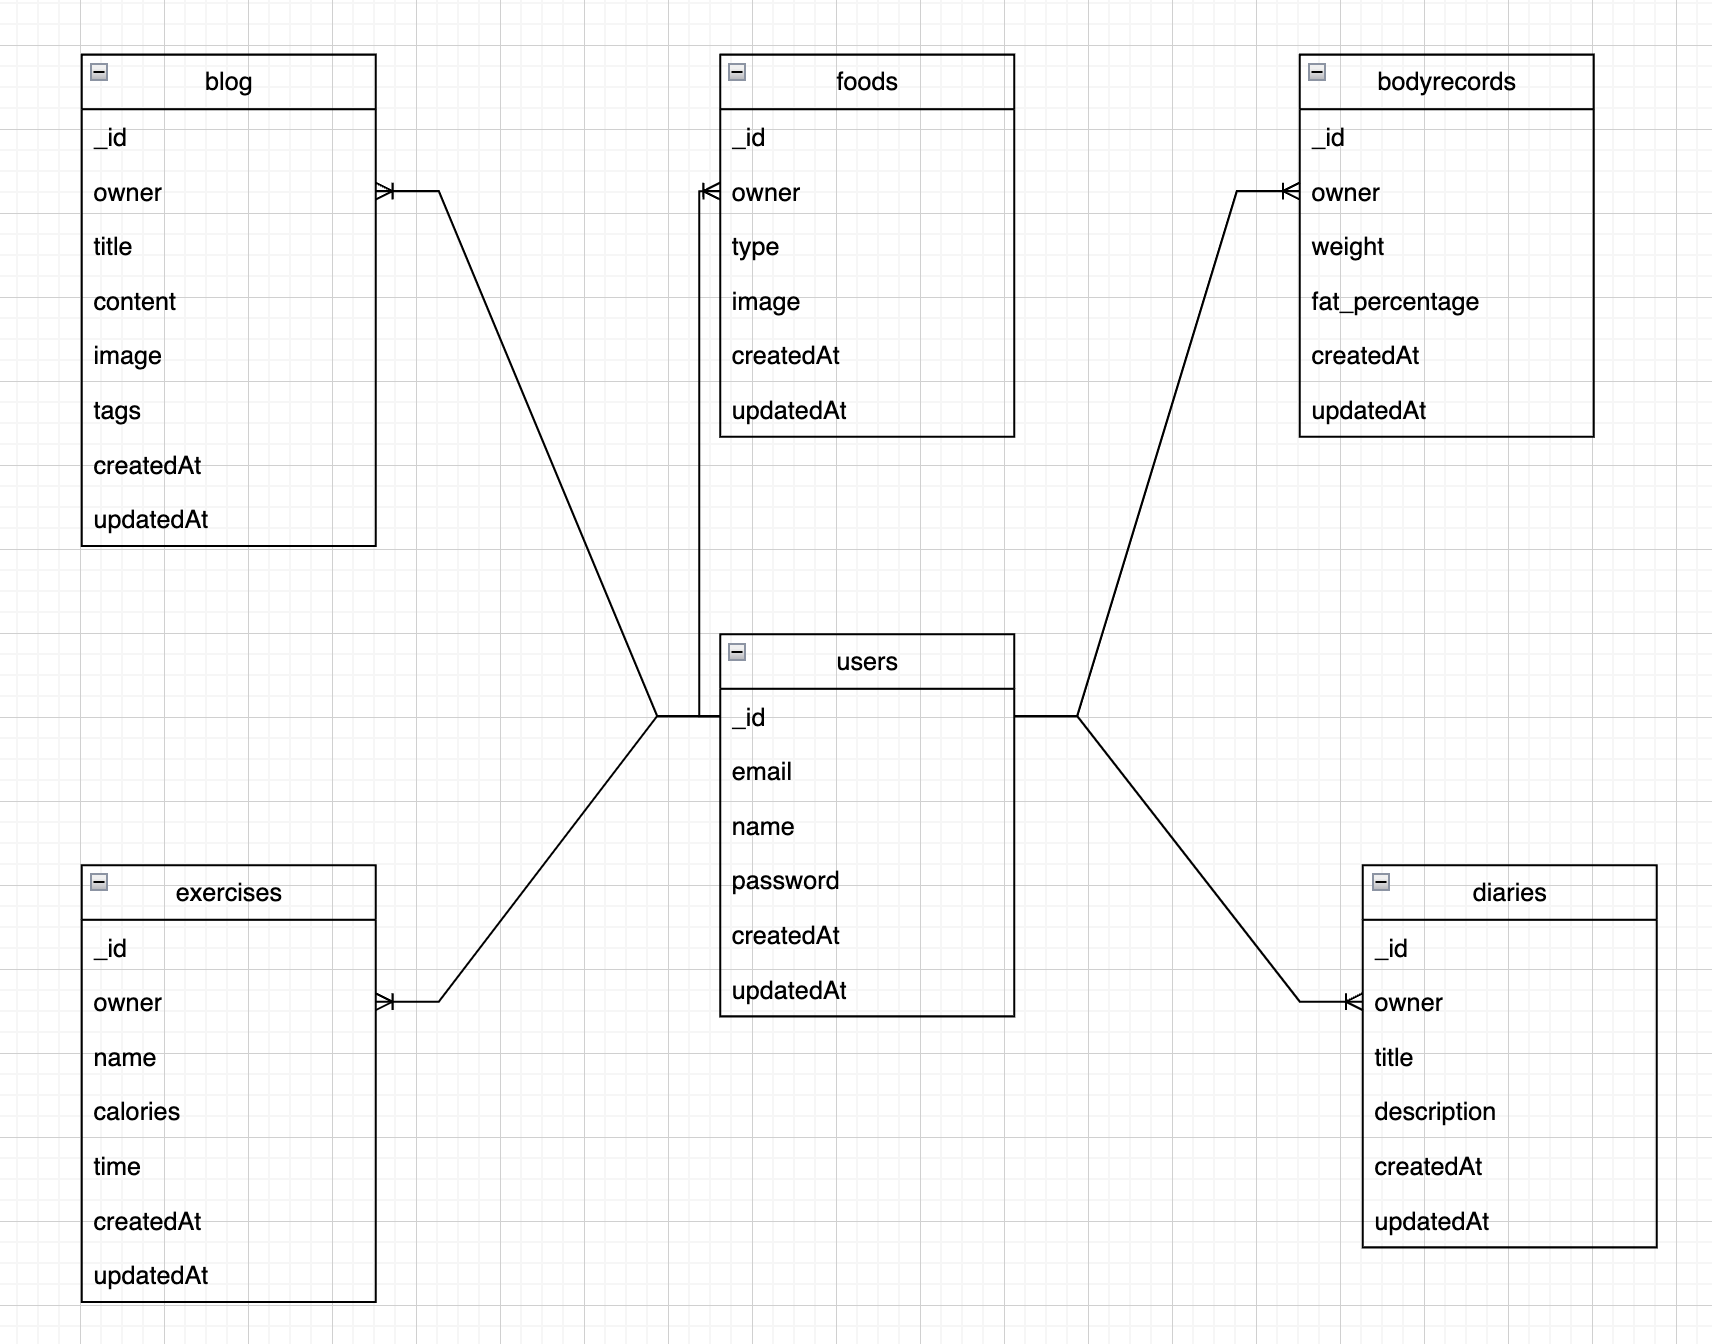 blog
_id
owner
title
content
image
tags
createdAt
updatedAt
foods
_id
owner
type
image
createdAt
updatedAt
bodyrecords
_id
owner
weight
fat_percentage
createdAt
updatedAt
users
_id
email
name
password
createdAt
updatedAt
exercises
_id
owner
name
calories
time
createdAt
updatedAt
diaries
_id
owner
title
description
createdAt
updatedAt